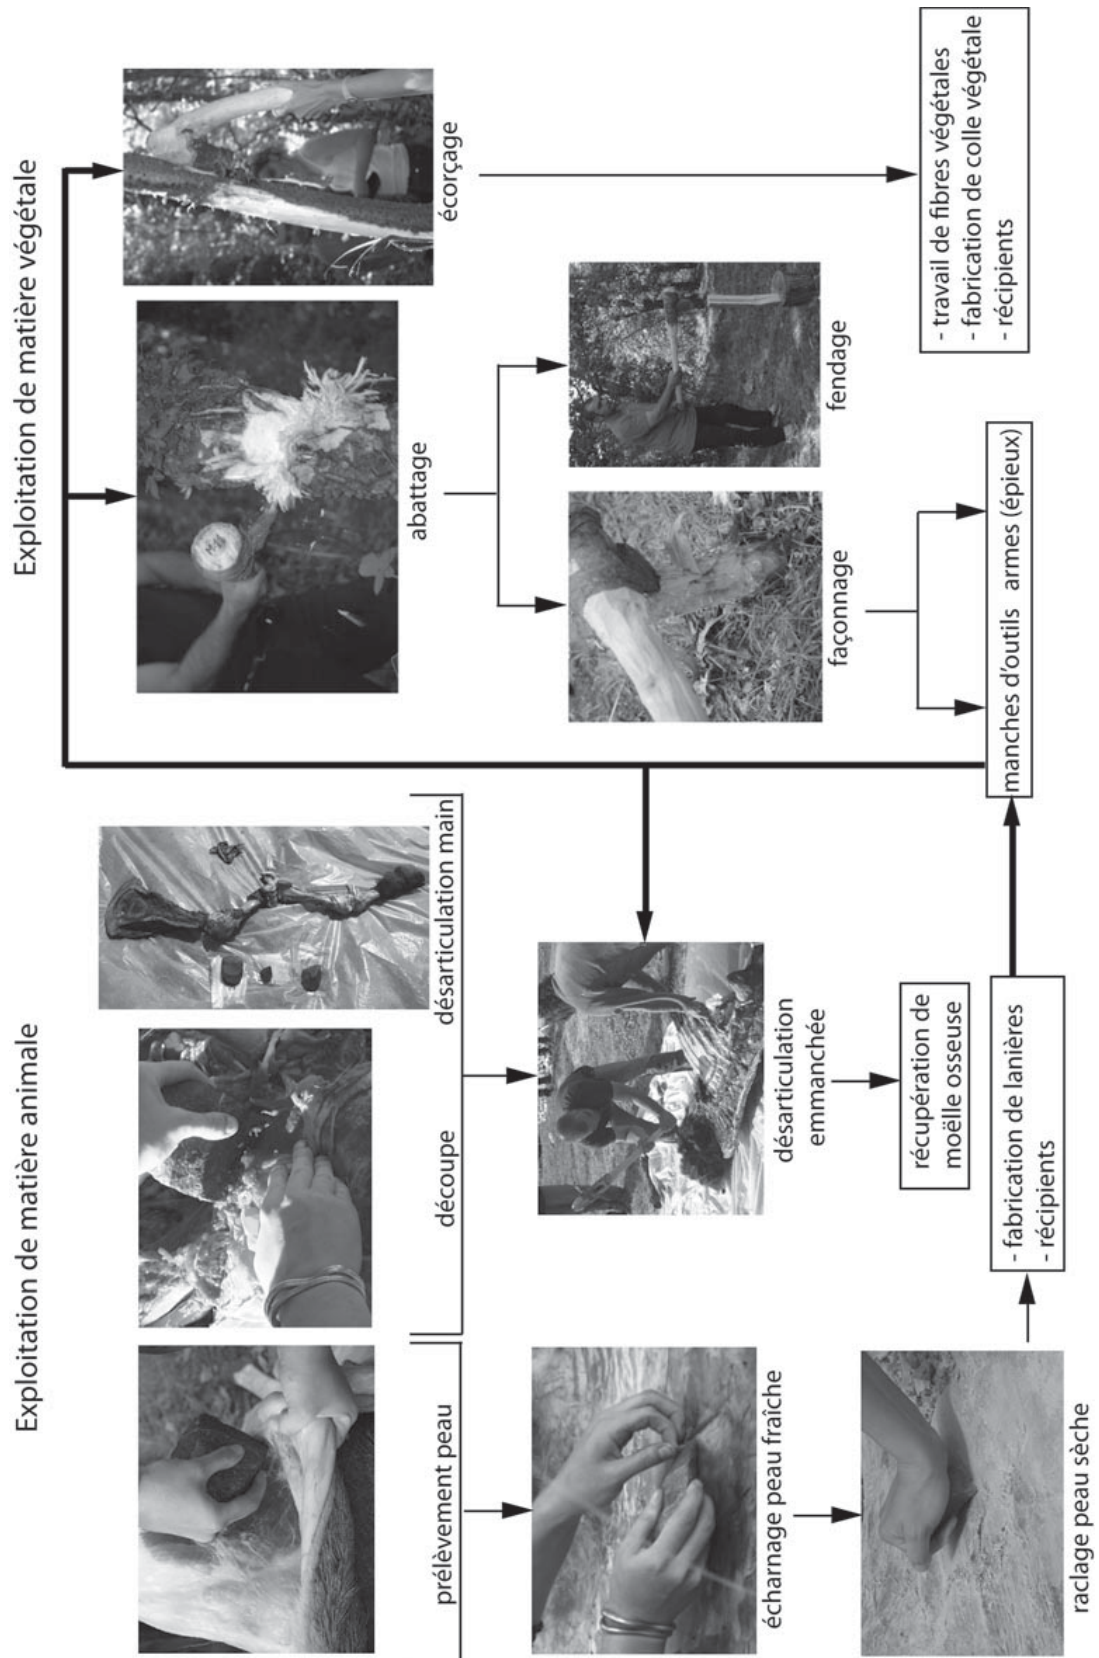 Exploitation de matière animale
Exploitation de matière végétale
prélèvement peau
découpe
désarticulation main
abattage
écorçage
écharnage peau fraîche
désarticulation
emmanchée
façonnage
fendage
raclage peau sèche
récupération de
moëlle osseuse
- fabrication de lanières
- récipients
manches d'outils armes (épieux)
- travail de fibres végétales
- fabrication de colle végétale
- récipients